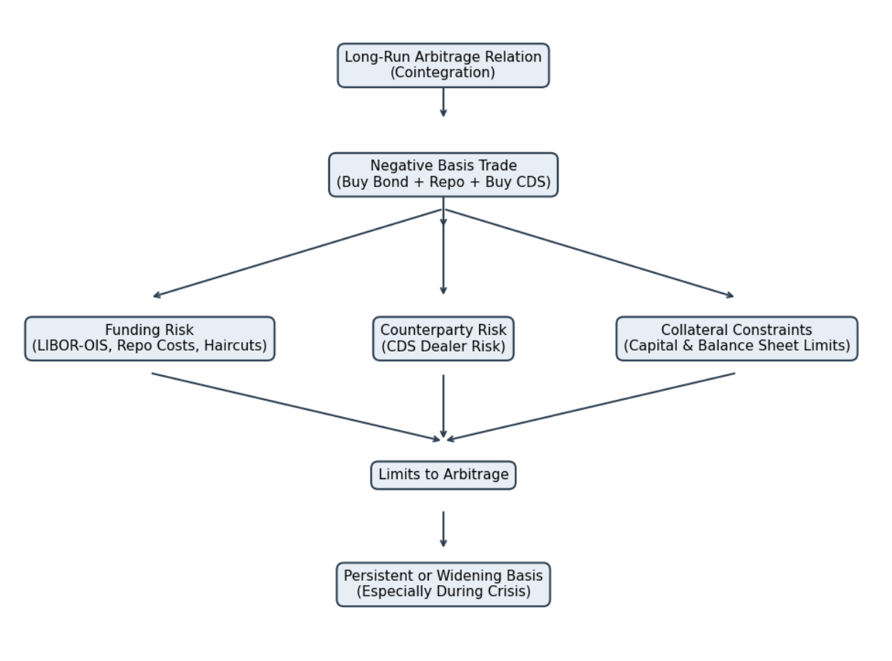 Long-Run Arbitrage Relation
(Cointegration)
Negative Basis Trade
(Buy Bond + Repo + Buy CDS)
Funding Risk
(LIBOR-OIS, Repo Costs, Haircuts)
Counterparty Risk
(CDS Dealer Risk)
Collateral Constraints
(Capital & Balance Sheet Limits)
Limits to Arbitrage
Persistent or Widening Basis
(Especially During Crisis)